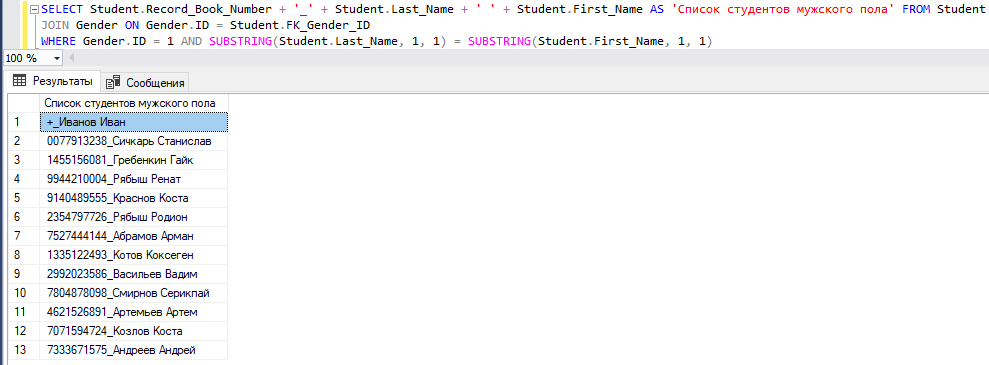 SELECT Student.Record_Book_Number + '_' + Student.Last_Name + ' ' + Student.First_Name AS 'Список студентов мужского пола' FROM Student
JOIN Gender ON Gender.ID = Student.FK_Gender_ID
WHERE Gender.ID = 1 AND SUBSTRING(Student.Last_Name, 1, 1) = SUBSTRING(Student.First_Name, 1, 1)
100 %
Результаты Сообщения
Список студентов мужского пола
1 +_Иванов Иван
2 0077913238_Сичкарь Станислав
3 1455156081_Гребенкин Гайк
4 9944210004_Рябыш Ренат
5 9140489555_Краснов Коста
6 2354797726_Рябыш Родион
7 7527444144_Абрамов Арман
8 1335122493_Котов Коксеген
9 2992023586_Васильев Вадим
10 7804878098_Смирнов Серикпай
11 4621526891_Артемьев Артем
12 7071594724_Козлов Коста
13 7333671575_Андреев Андрей